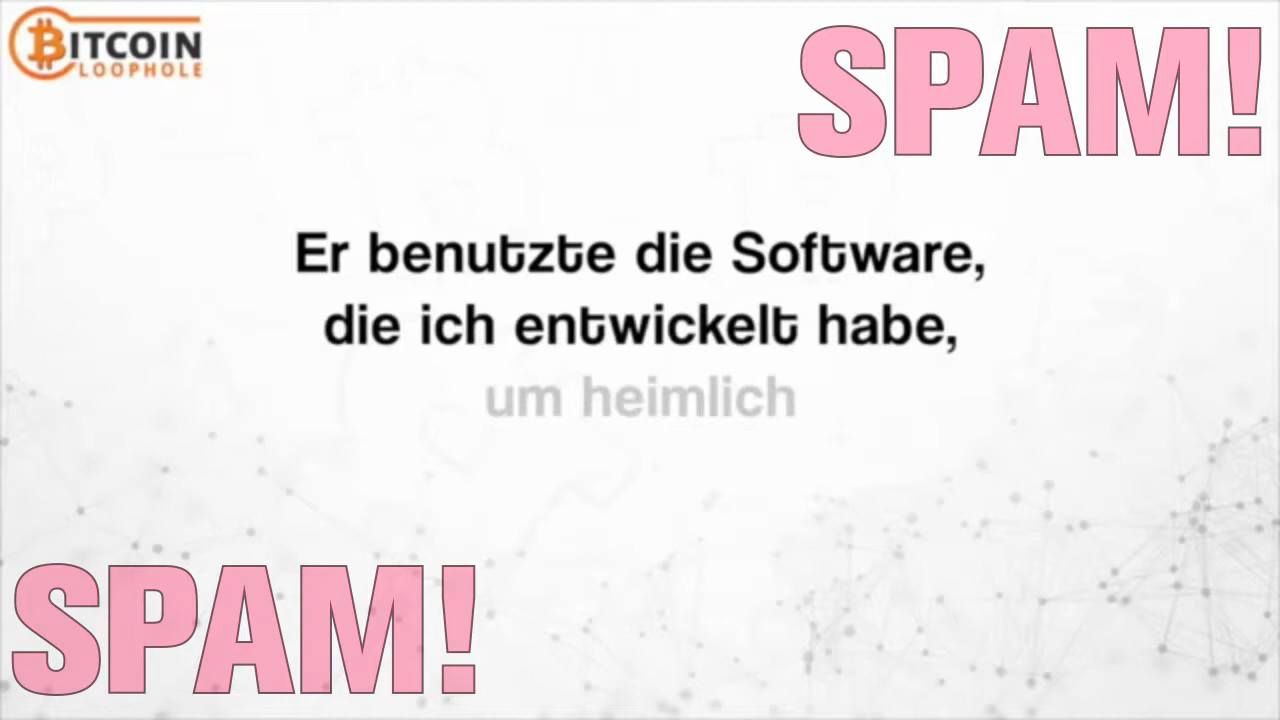 BITCOIN
LOOPHOLE
SPAM!
Er benutzte die Software,
die ich entwickelt habe,
um heimlich
SPAM!